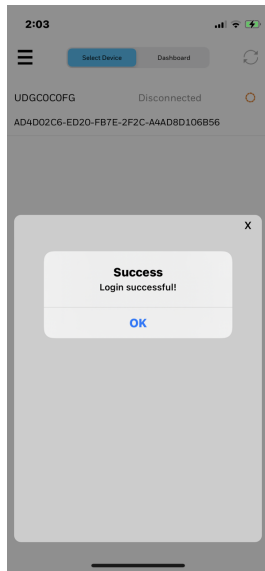 2:03
Select Device Dashboard
UDGC0C0FG Disconnected
AD4D02C6-ED20-FB7E-2F2C-A4AD8D106B56
X
Success
Login successful!
OK